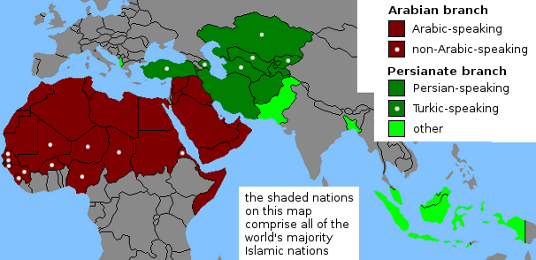 Arabian branch
Arabic-speaking
non-Arabic-speaking
Persianate branch
Persian-speaking
Turkic-speaking
other
the shaded nations
on this map
comprise all of the
world's majority
Islamic nations